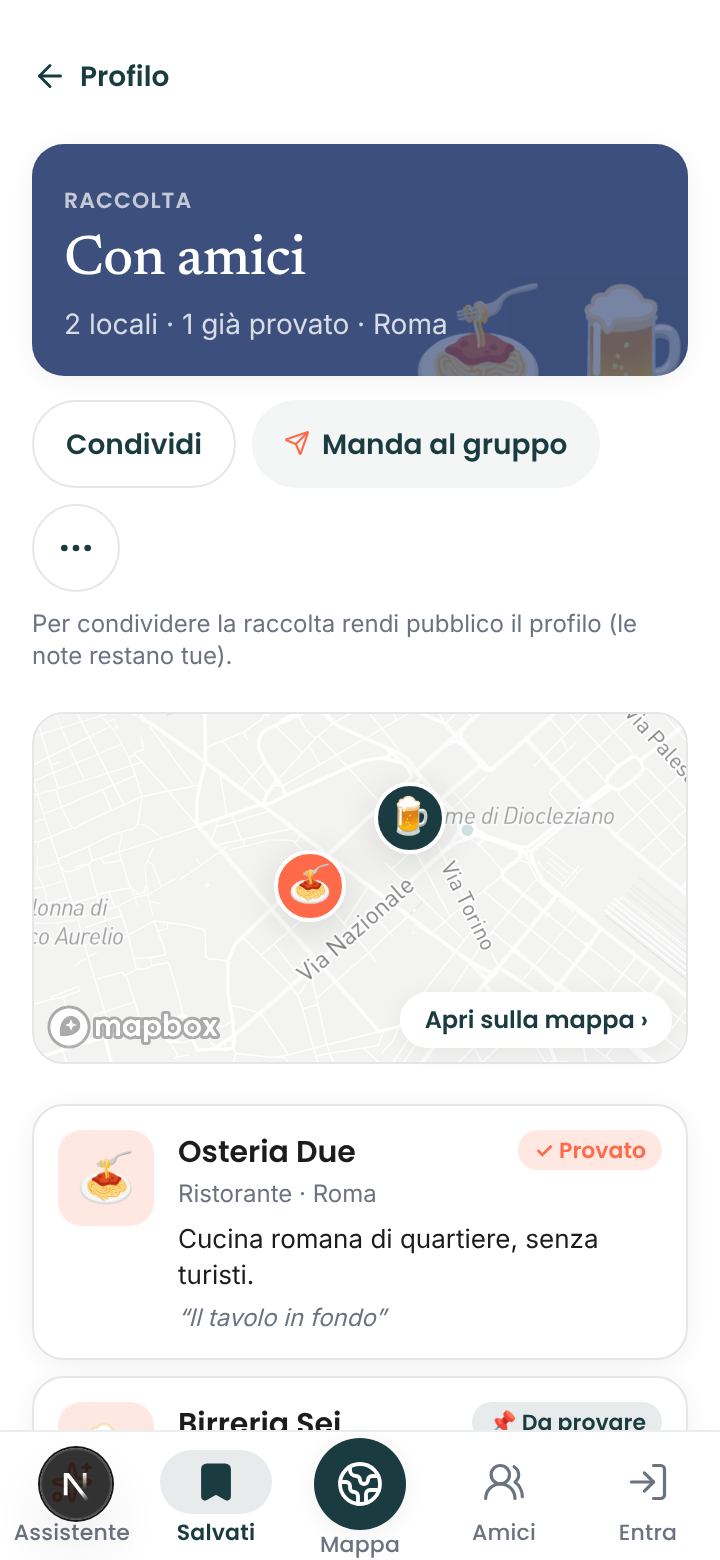 Profilo
RACCOLTA
Con amici
2 locali · 1 già provato · Roma
Condividi
Manda al gruppo
Per condividere la raccolta rendi pubblico il profilo (le
note restano tue).
Via Pales
me di Diocleziano
Via Torino
Via Nazionale
lonna di
co Aurelio
mapbox
Apri sulla mappa ›
Osteria Due
✓ Provato
Ristorante · Roma
Cucina romana di quartiere, senza
turisti.
“Il tavolo in fondo”
Birreria Sei
📌 Da provare
N
Assistente
Salvati
Mappa
Amici
Entra